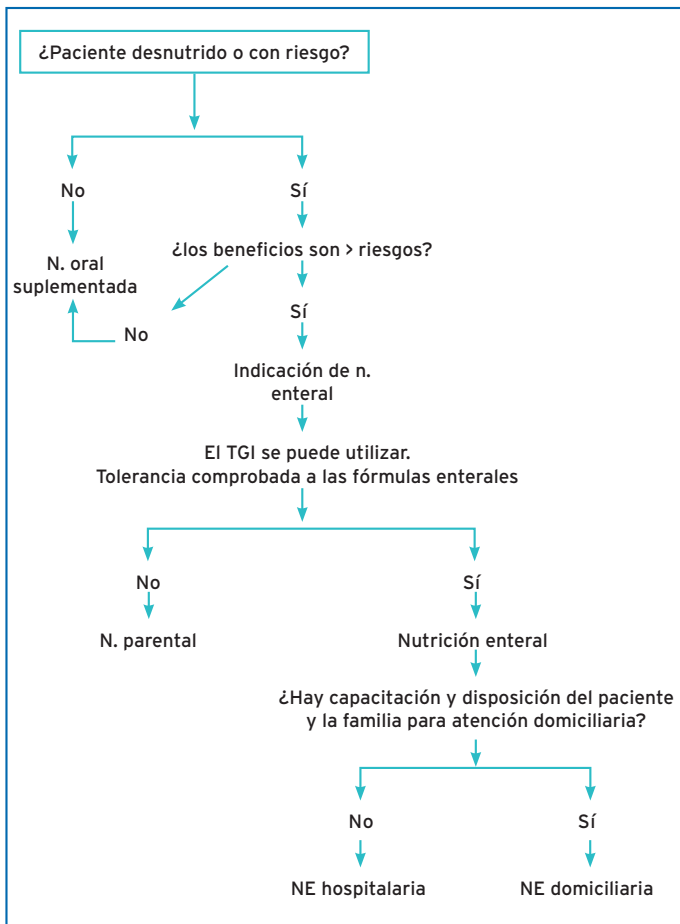 ¿Paciente desnutrido o con riesgo?
No
Sí
N. oral
suplementada
¿los beneficios son > riesgos?
No
Sí
Indicación de n.
enteral
El TGI se puede utilizar.
Tolerancia comprobada a las fórmulas enterales
No
Sí
N. parental
Nutrición enteral
¿Hay capacitación y disposición del paciente
y la familia para atención domiciliaria?
No
Sí
NE hospitalaria
NE domiciliaria